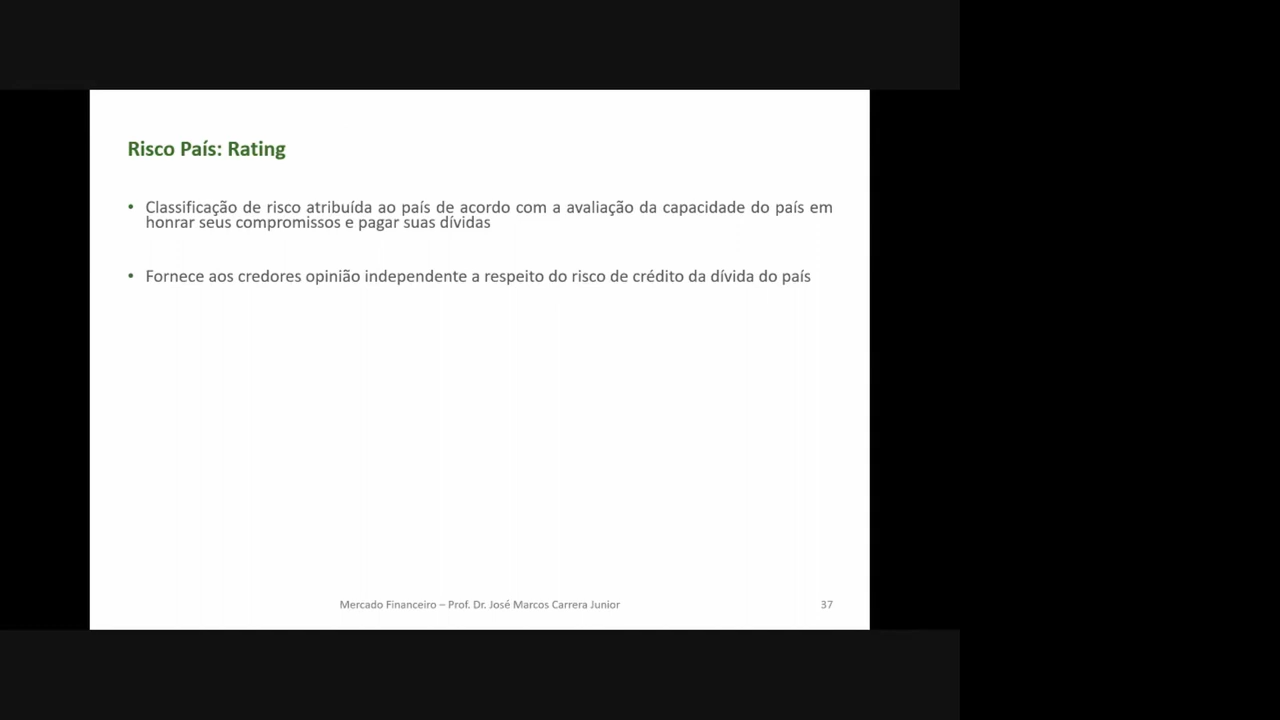 Risco País: Rating
• Classificação de risco atribuída ao país de acordo com a avaliação da capacidade do país em
honrar seus compromissos e pagar suas dívidas
• Fornece aos credores opinião independente a respeito do risco de crédito da dívida do país
Mercado Financeiro – Prof. Dr. José Marcos Carrera Junior
37